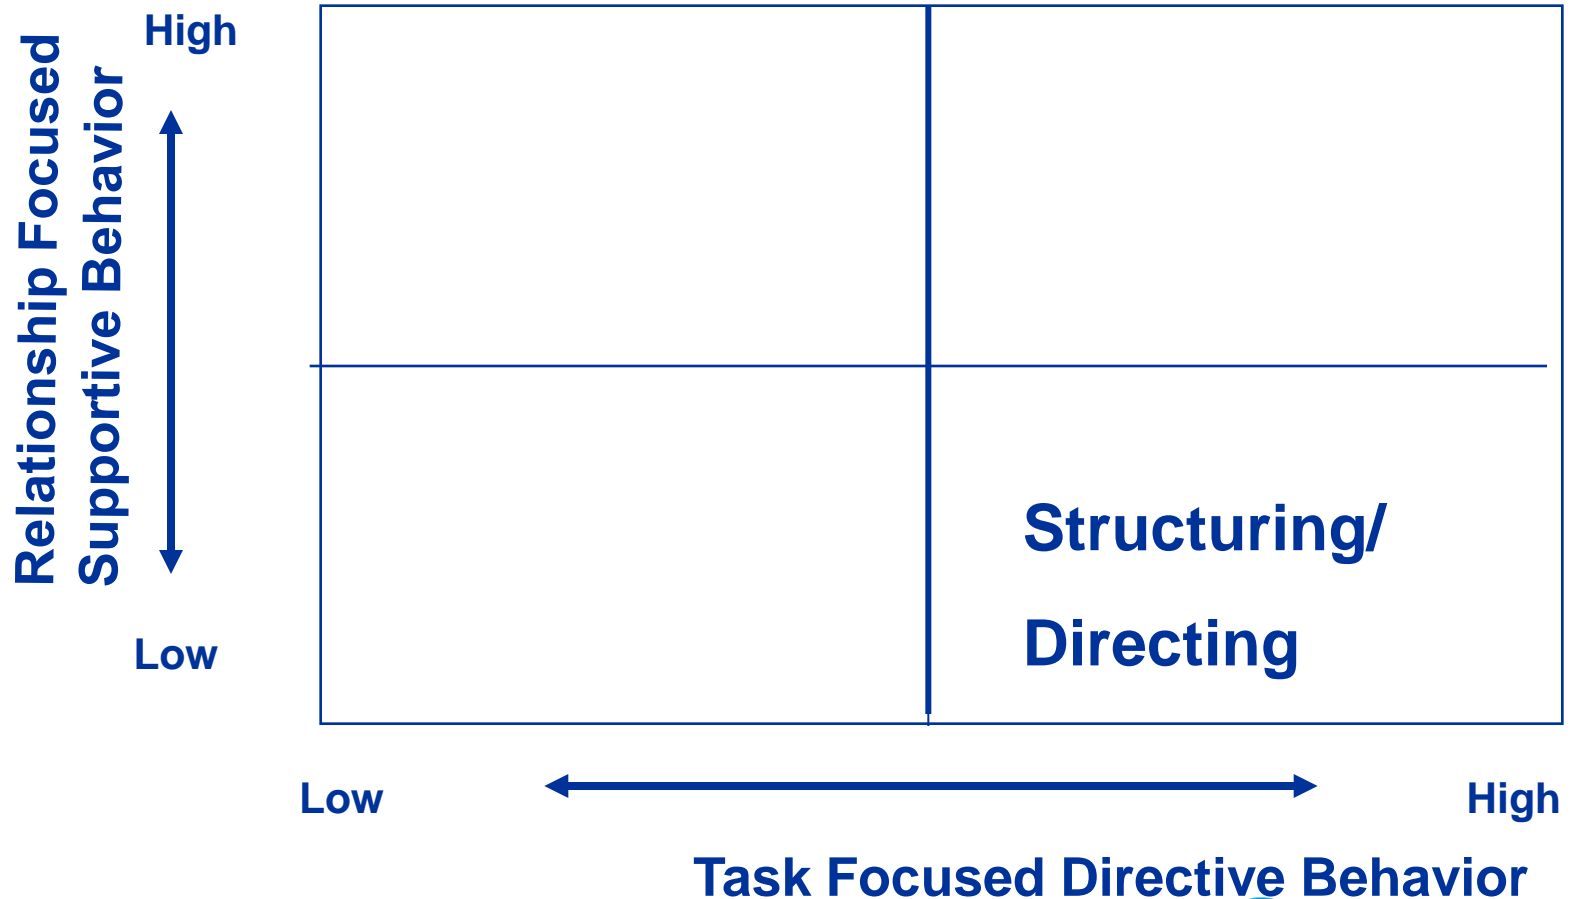 High
Relationship Focused
Supportive Behavior
Low
Structuring/
Directing
Low
High
Task Focused Directive Behavior